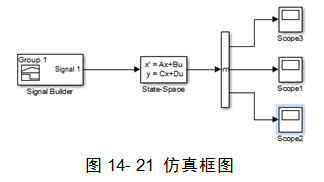 Scope3
Group 1
Signal 1
Signal Builder
x' = Ax+Bu
y = Cx+Du
State-Space
m
Scope1
Scope2
图 14- 21 仿真框图